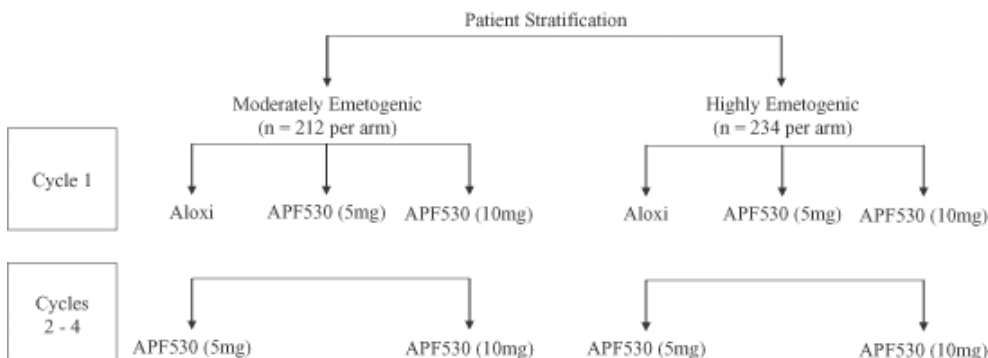 Patient Stratification
Moderately Emetogenic
(n = 212 per arm)
Highly Emetogenic
(n = 234 per arm)
Cycle 1
Aloxi
APF530 (5mg)
APF530 (10mg)
Aloxi
APF530 (5mg)
APF530 (10mg)
Cycles
2 - 4
APF530 (5mg)
APF530 (10mg)
APF530 (5mg)
APF530 (10mg)